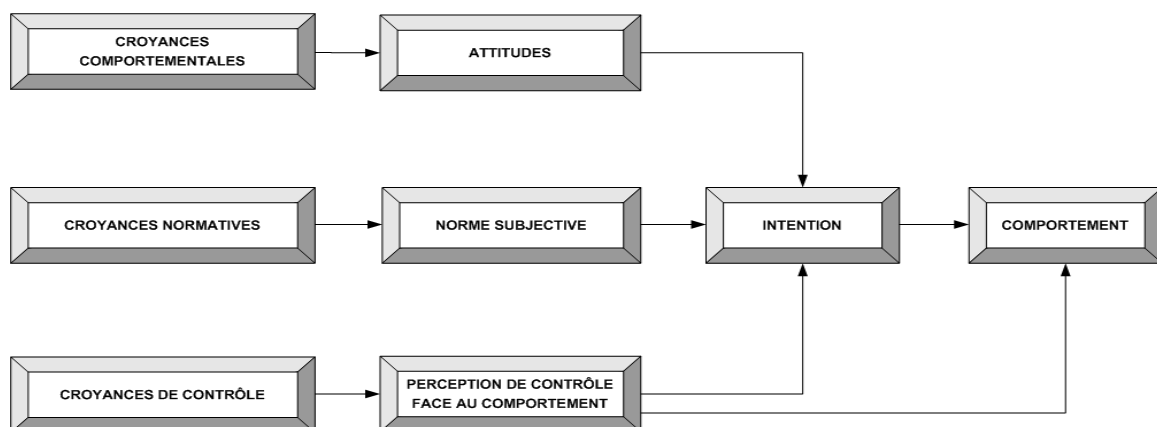 CROYANCES
COMPORTEMENTALES
ATTITUDES
CROYANCES NORMATIVES
NORME SUBJECTIVE
INTENTION
COMPORTEMENT
CROYANCES DE CONTRÔLE
PERCEPTION DE CONTRÔLE
FACE AU COMPORTEMENT